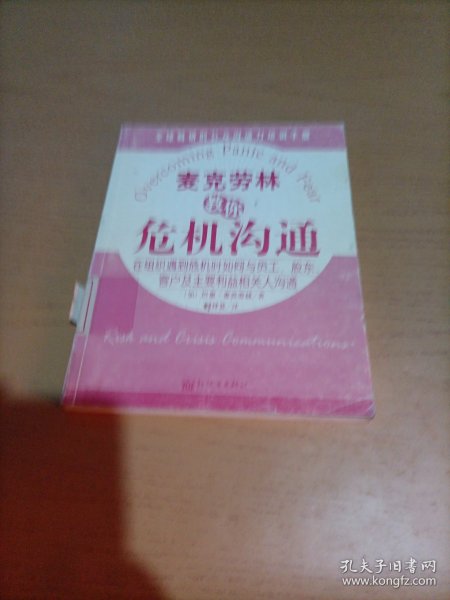 Overcoming Panic and Fear
麦克劳林
教你
危机沟通
在组织遇到危机时如何与员工、股东、
客户及主要利益相关人沟通
Risk and Crisis Communications
孔夫子旧书网
www.kongfz.com